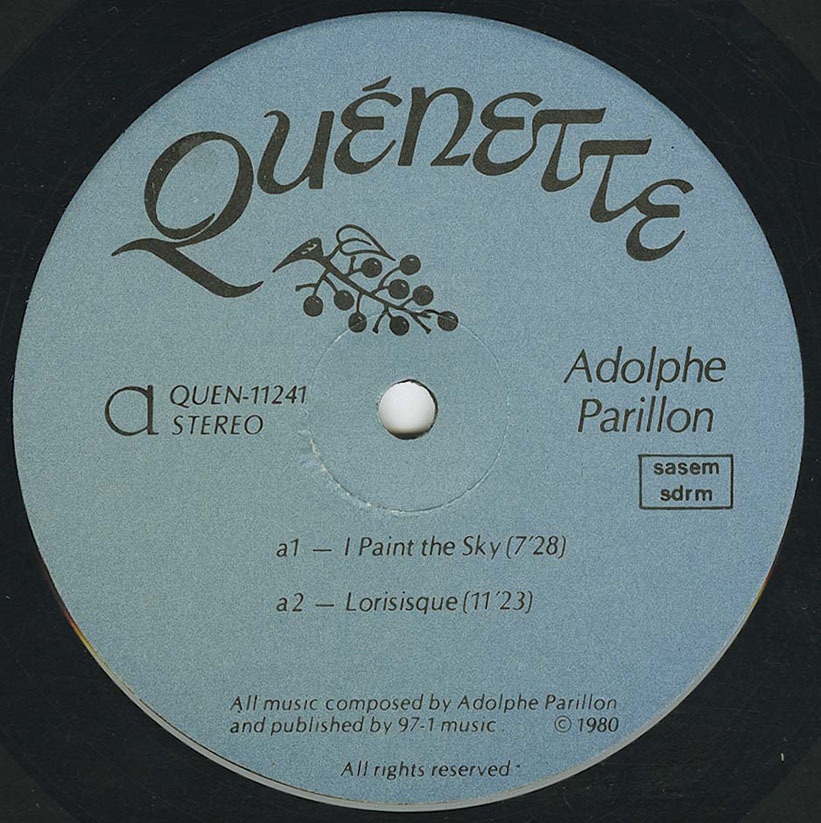 Quénette
a QUEN-11241
STEREO
Adolphe
Parillon
sasem
sdrm
a1 — I Paint the Sky (7'28)
a2 — Lorisisque (11'23)
All music composed by Adolphe Parillon
and published by 97-1 music. © 1980
All rights reserved